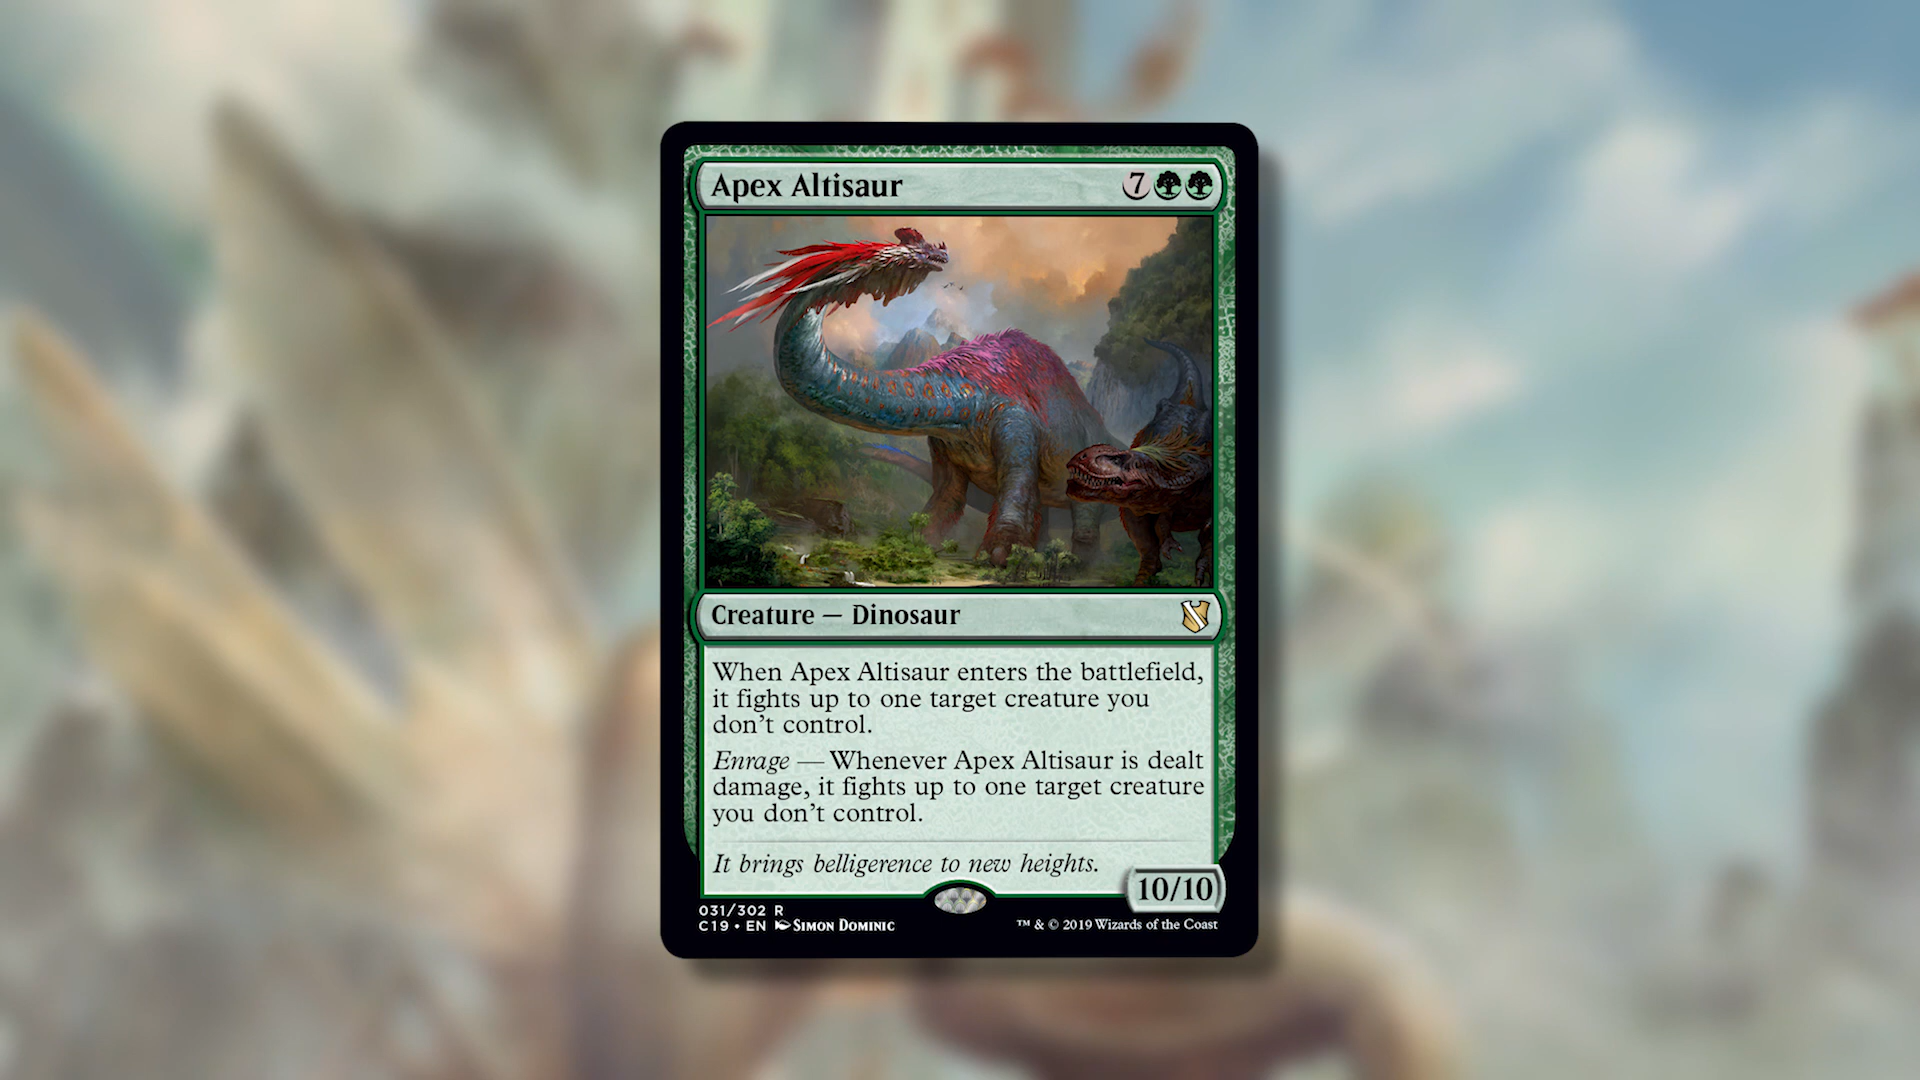 Apex Altisaur 7
Creature — Dinosaur
When Apex Altisaur enters the battlefield,
it fights up to one target creature you
don't control.
Enrage — Whenever Apex Altisaur is dealt
damage, it fights up to one target creature
you don't control.
It brings belligerence to new heights.
10/10
031/302 R
C19 • EN Simon Dominic
™ & © 2019 Wizards of the Coast